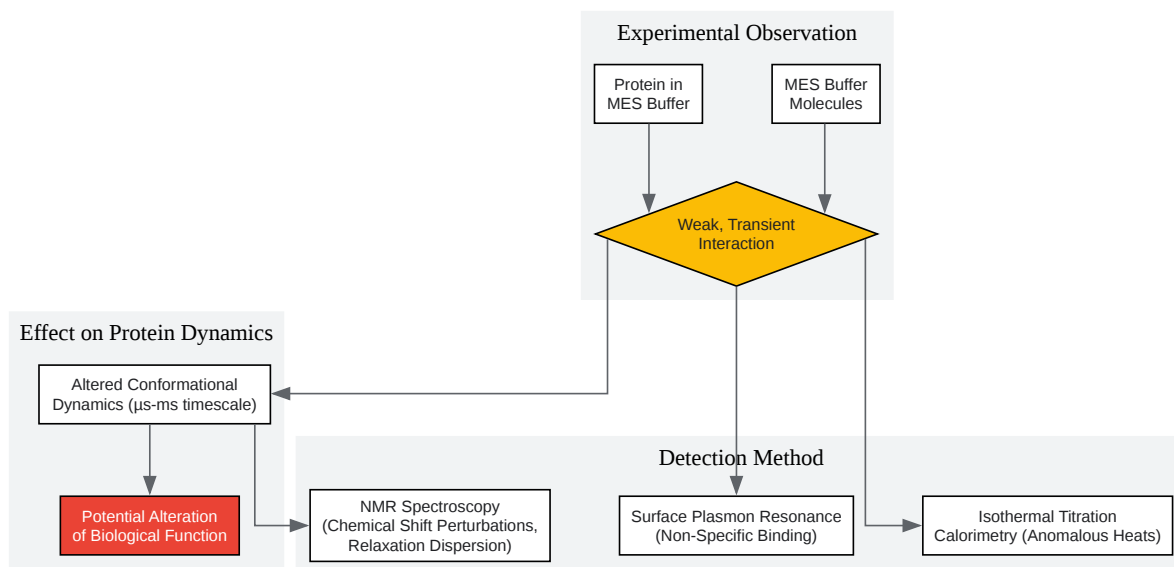 Experimental Observation
Protein in
MES Buffer
MES Buffer
Molecules
Weak, Transient
Interaction
Effect on Protein Dynamics
Altered Conformational
Dynamics (µs-ms timescale)
Potential Alteration
of Biological Function
Detection Method
NMR Spectroscopy
(Chemical Shift Perturbations,
Relaxation Dispersion)
Surface Plasmon Resonance
(Non-Specific Binding)
Isothermal Titration
Calorimetry (Anomalous Heats)